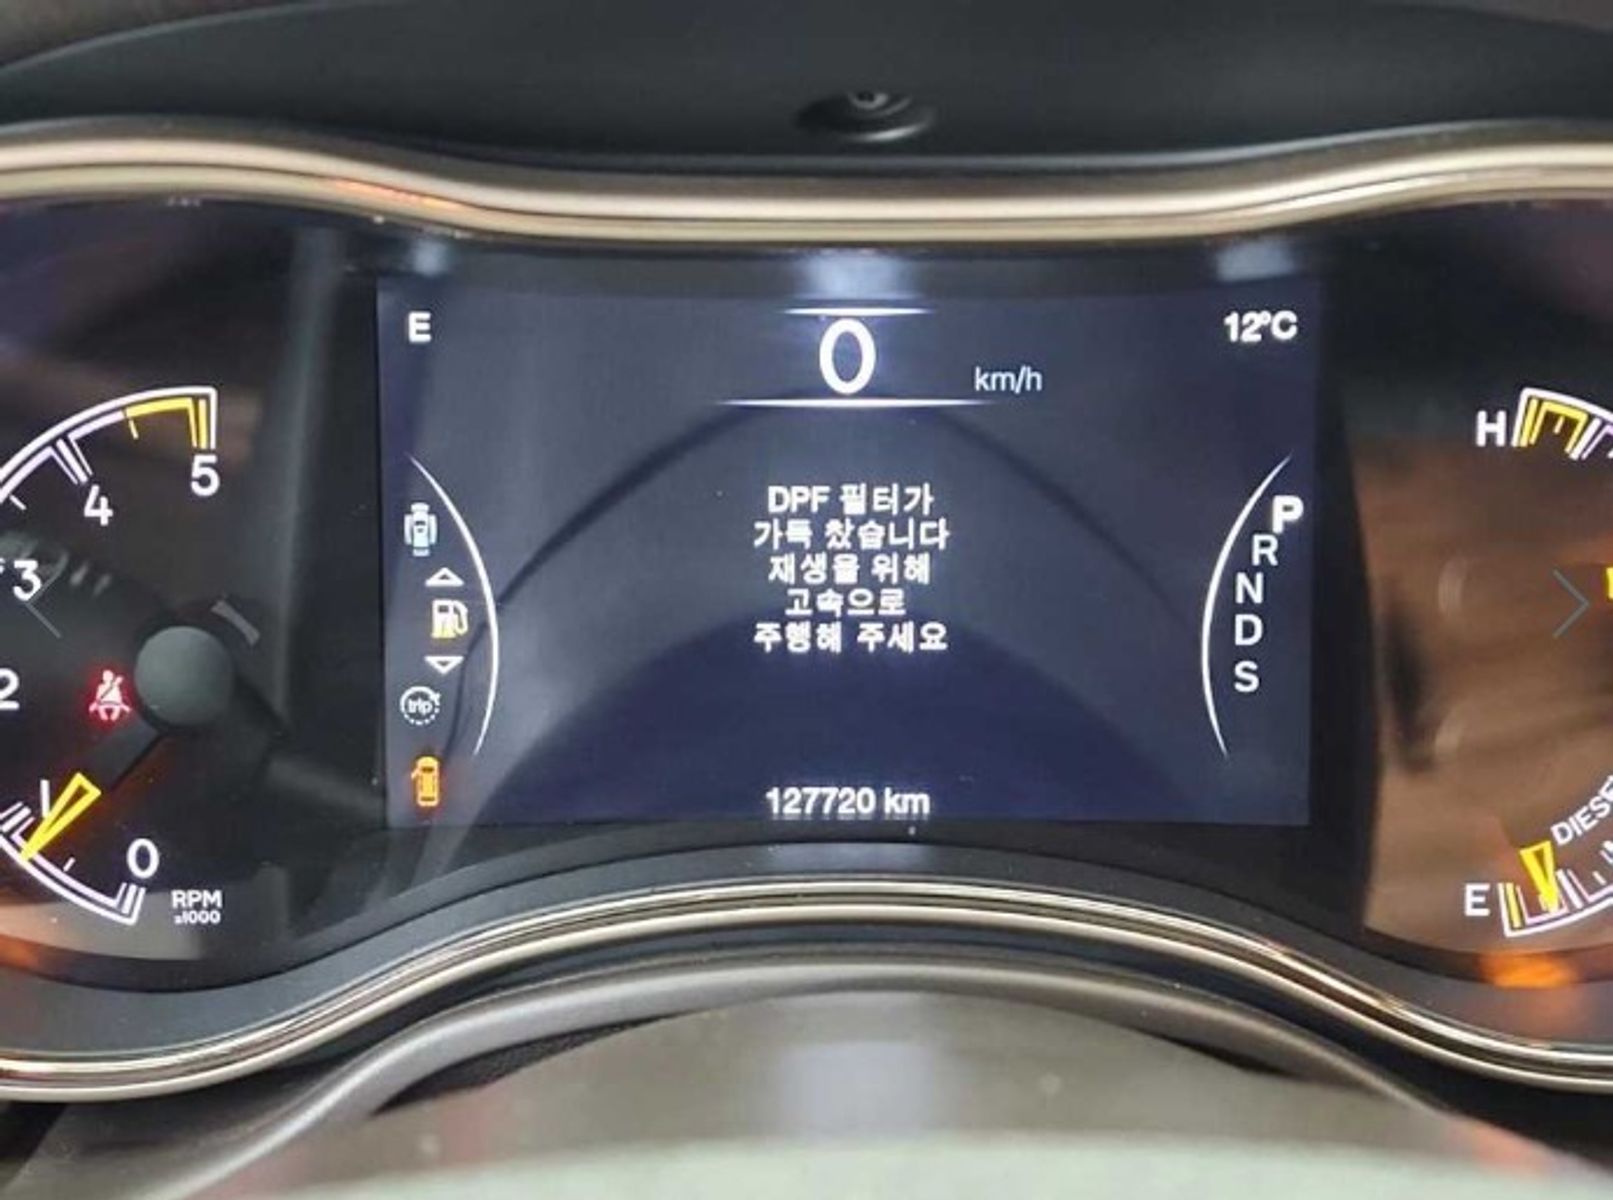 E
0
km/h
12°C
DPF 필터가
가득 찼습니다
재생을 위해
고속으로
주행해 주세요
P
R
N
D
S
trip
127720 km
5
4
3
2
1
0
RPM
x1000
H
E